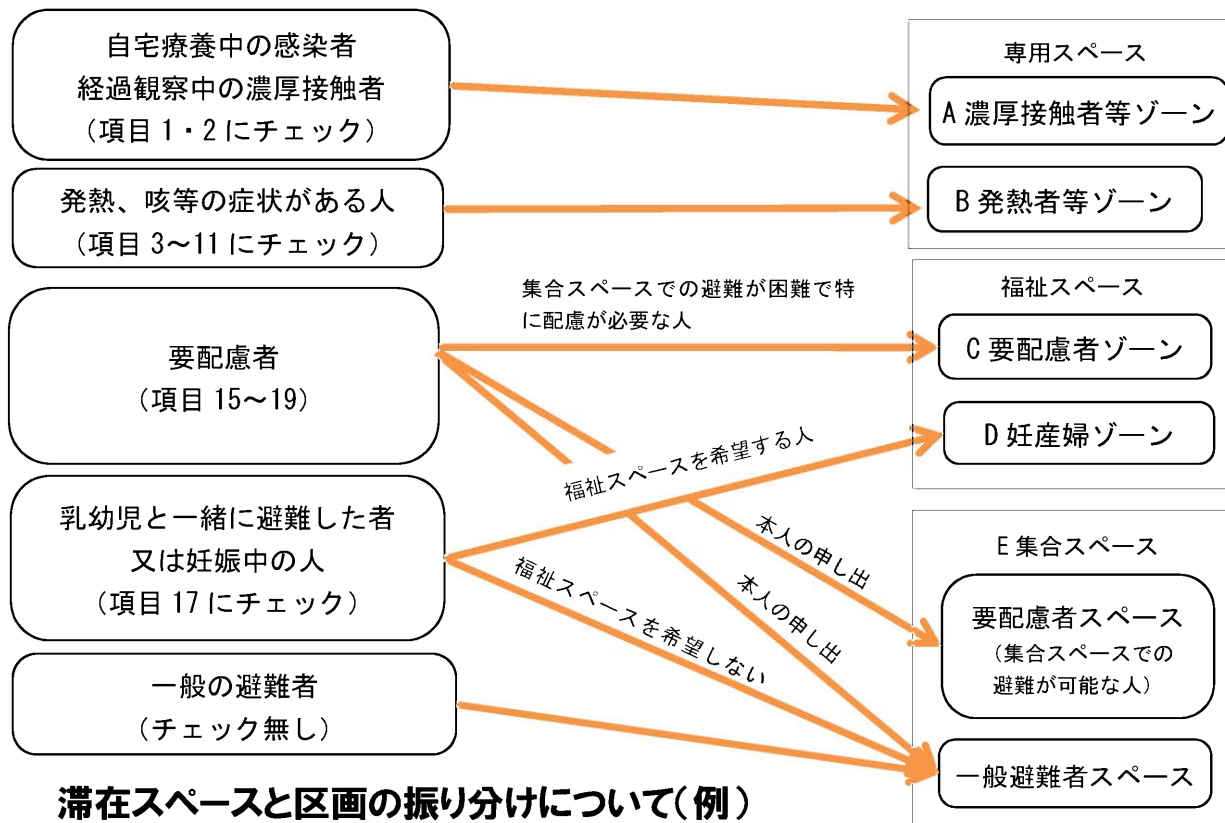 自宅療養中の感染者
経過観察中の濃厚接触者
(項目1・2にチェック)
発熱、咳等の症状がある人
(項目3～11にチェック)
要配慮者
(項目15～19)
乳幼児と一緒に避難した者
又は妊娠中の人
(項目17にチェック)
一般の避難者
(チェック無し)
集合スペースでの避難が困難で特
に配慮が必要な人
福祉スペースを希望する人
福祉スペースを希望しない
本人の申し出
本人の申し出
専用スペース
A 濃厚接触者等ゾーン
B 発熱者等ゾーン
福祉スペース
C 要配慮者ゾーン
D 妊産婦ゾーン
E 集合スペース
要配慮者スペース
(集合スペースでの
避難が可能な人)
一般避難者スペース
滞在スペースと区画の振り分けについて(例)